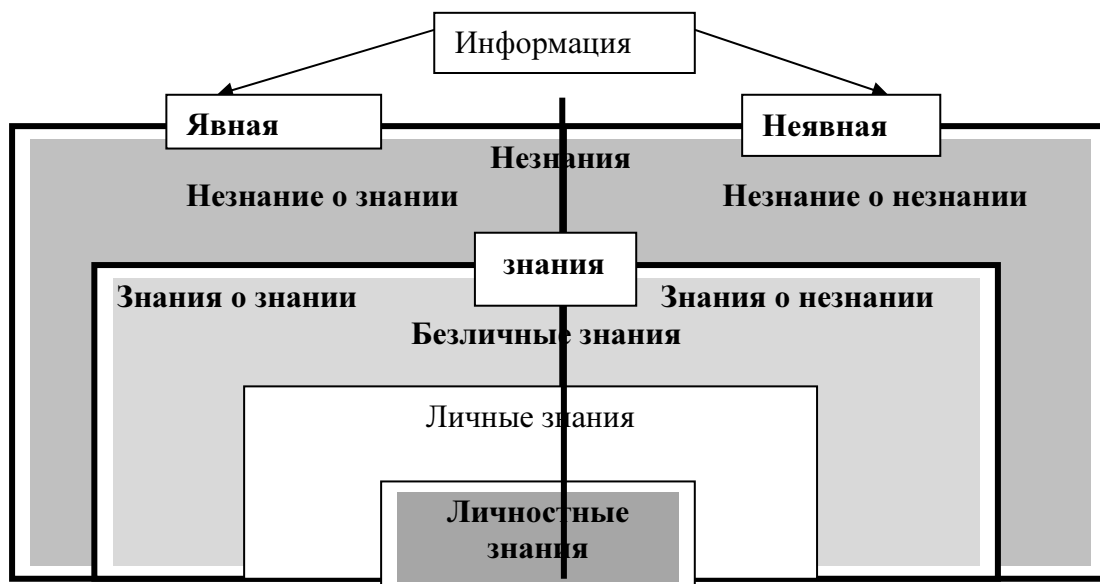 Информация
Явная
Неявная
Незнания
Незнание о знании
Незнание о незнании
знания
Знания о знании
Знания о незнании
Безличные знания
Личные знания
Личностные
знания